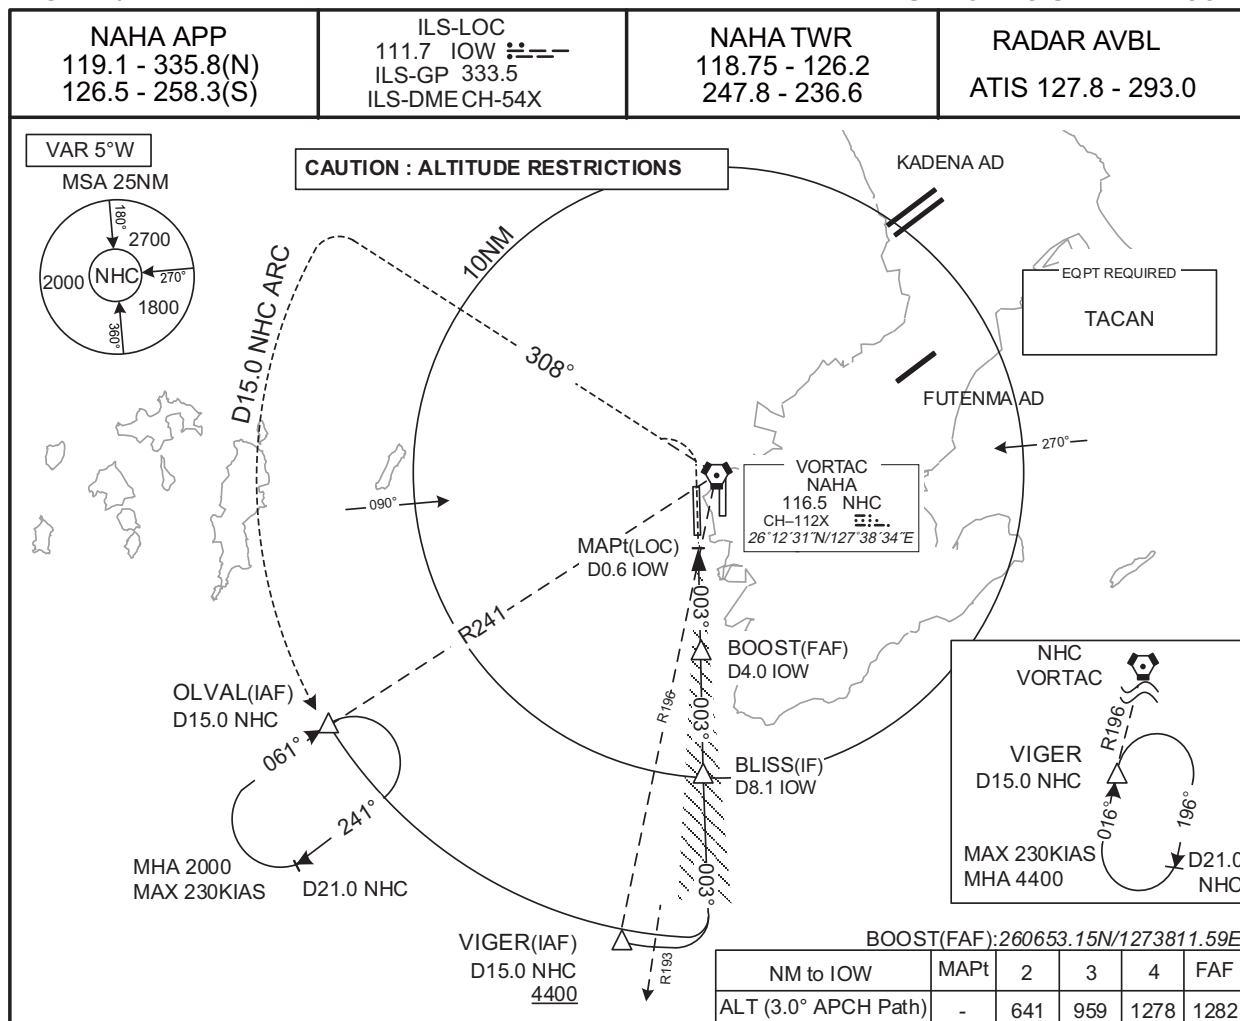 NAHA APP
119.1 - 335.8(N)
126.5 - 258.3(S)
ILS-LOC
111.7 IOW
ILS-GP 333.5
ILS-DME CH-54X
NAHA TWR
118.75 - 126.2
247.8 - 236.6
RADAR AVBL
ATIS 127.8 - 293.0
VAR 5°W
MSA 25NM
180°
2700
2000
NHC
270°
1800
360°
CAUTION : ALTITUDE RESTRICTIONS
KADENA AD
EQPT REQUIRED
TACAN
10NM
D15.0 NHC ARC
308°
FUTENMA AD
270°
090°
VORTAC
NAHA
116.5 NHC
CH–112X
26°12´31˝N/127°38´34˝E
MAPt(LOC)
D0.6 IOW
003°
R241
BOOST(FAF)
D4.0 IOW
OLVAL(IAF)
D15.0 NHC
R196
003°
061°
BLISS(IF)
D8.1 IOW
241°
MHA 2000
MAX 230KIAS
D21.0 NHC
003°
VIGER(IAF)
D15.0 NHC
4400
R193
NHC
VORTAC
R196
VIGER
D15.0 NHC
016°
196°
MAX 230KIAS
MHA 4400
D21.0
NHC
BOOST(FAF):260653.15N/1273811.59E
NM to IOW MAPt 2 3 4 FAF
ALT (3.0° APCH Path) - 641 959 1278 1282